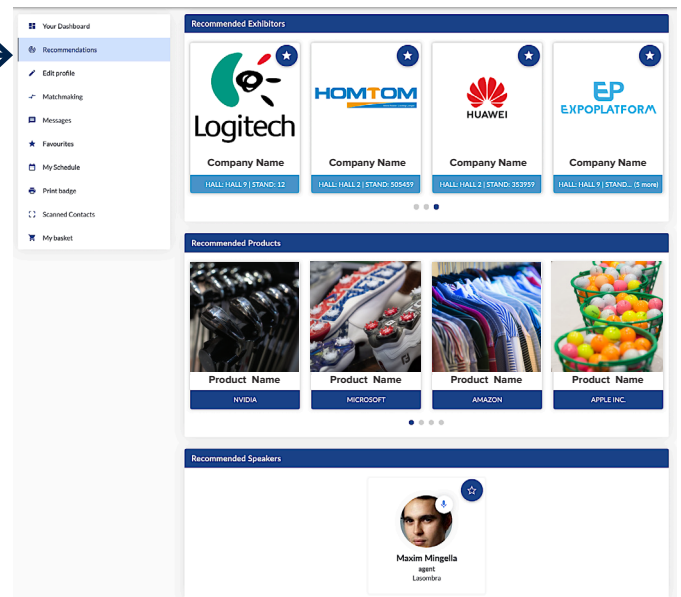 Your Dashboard
Recommendations
Edit profile
Matchmaking
Messages
Favourites
My Schedule
Print badge
Scanned Contacts
My basket
Recommended Exhibitors
Logitech
HOMTOM
HUAWEI
EP
EXPOPLATFORM
Company Name
Company Name
Company Name
Company Name
HALL: HALL 9 | STAND: 12
HALL: HALL 2 | STAND: 505459
HALL: HALL 2 | STAND: 353959
HALL: HALL 9 | STAND... (5 more)
Recommended Products
Product Name
Product Name
Product Name
Product Name
NVIDIA
MICROSOFT
AMAZON
APPLE INC.
Recommended Speakers
Maxim Mingella
agent
Lasombra